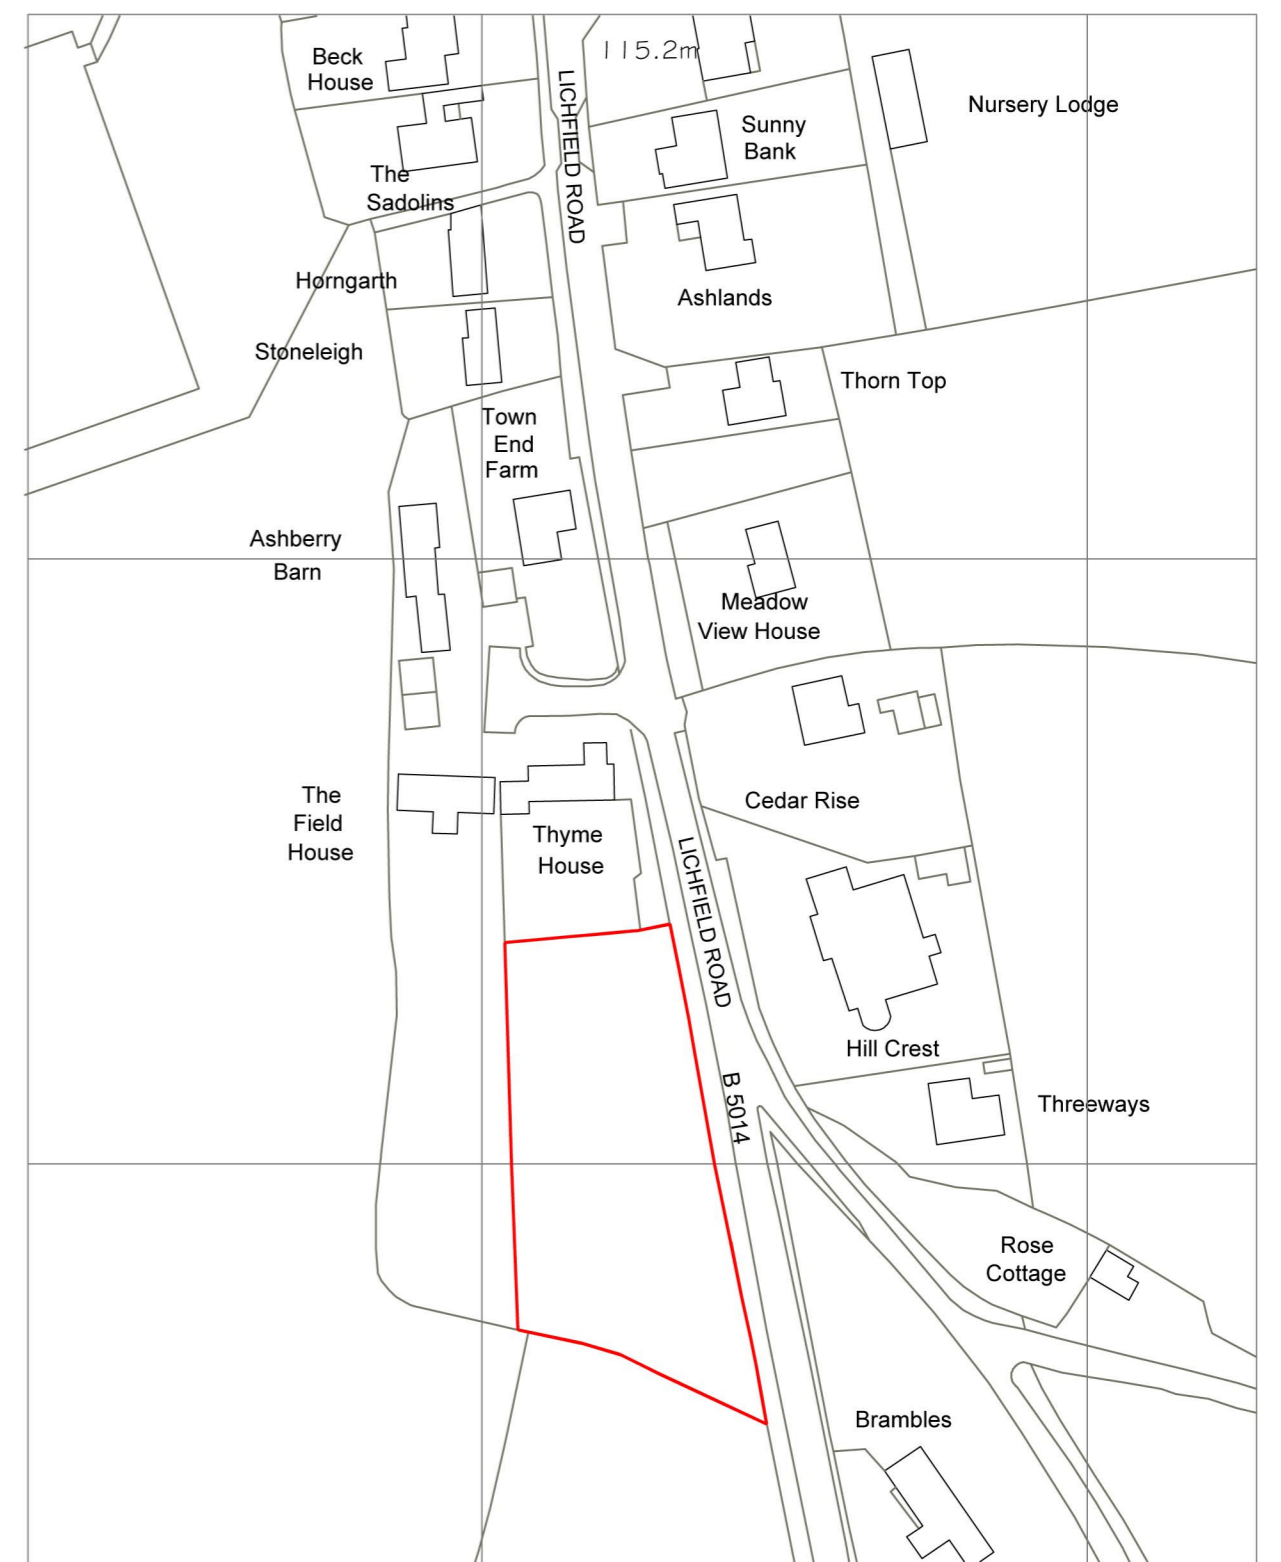 115.2m
Beck
House
LICHFIELD ROAD
Nursery Lodge
Sunny
Bank
The
Sadolins
Horngarth
Ashlands
Stoneleigh
Thorn Top
Town
End
Farm
Ashberry
Barn
Meadow
View House
The
Field
House
Cedar Rise
Thyme
House
LICHFIELD ROAD
Hill Crest
B 5014
Threeways
Rose
Cottage
Brambles